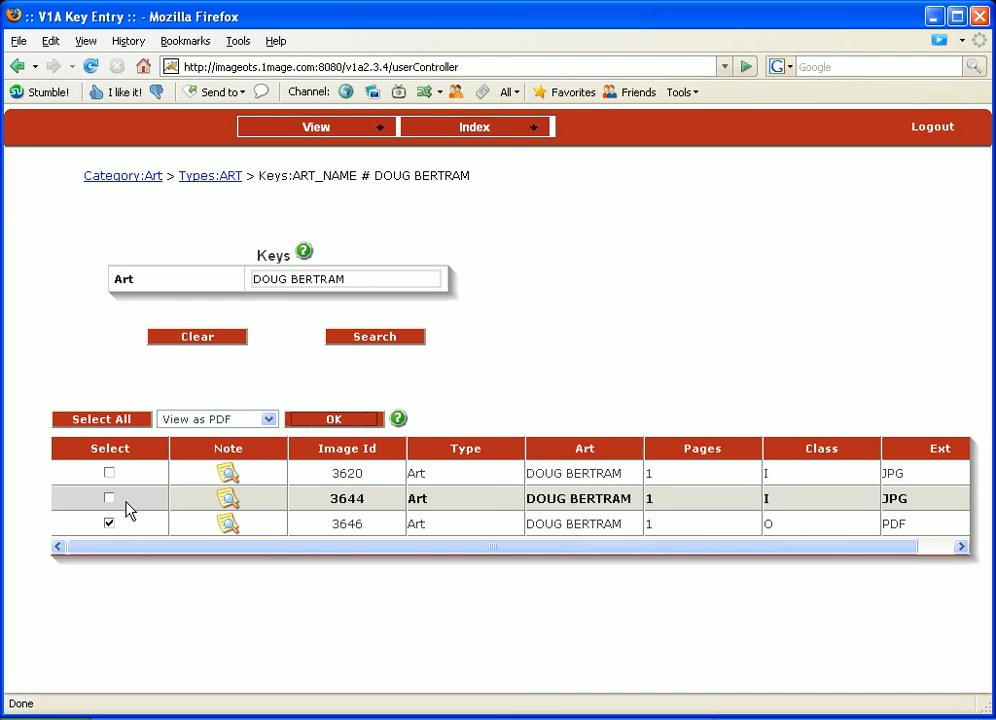 :: V1A Key Entry :: - Mozilla Firefox
File Edit View History Bookmarks Tools Help
http://imageots.1mage.com:8080/v1a2.3.4/userController G Google
Stumble! I like it! Send to Channel: All Favorites Friends Tools
View Index Logout
Category:Art > Types:ART > Keys:ART_NAME # DOUG BERTRAM
Keys ?
Art DOUG BERTRAM
Clear Search
Select All View as PDF OK ?
Select Note Image Id Type Art Pages Class Ext
3620 Art DOUG BERTRAM 1 I JPG
3644 Art DOUG BERTRAM 1 I JPG
3646 Art DOUG BERTRAM 1 O PDF
Done